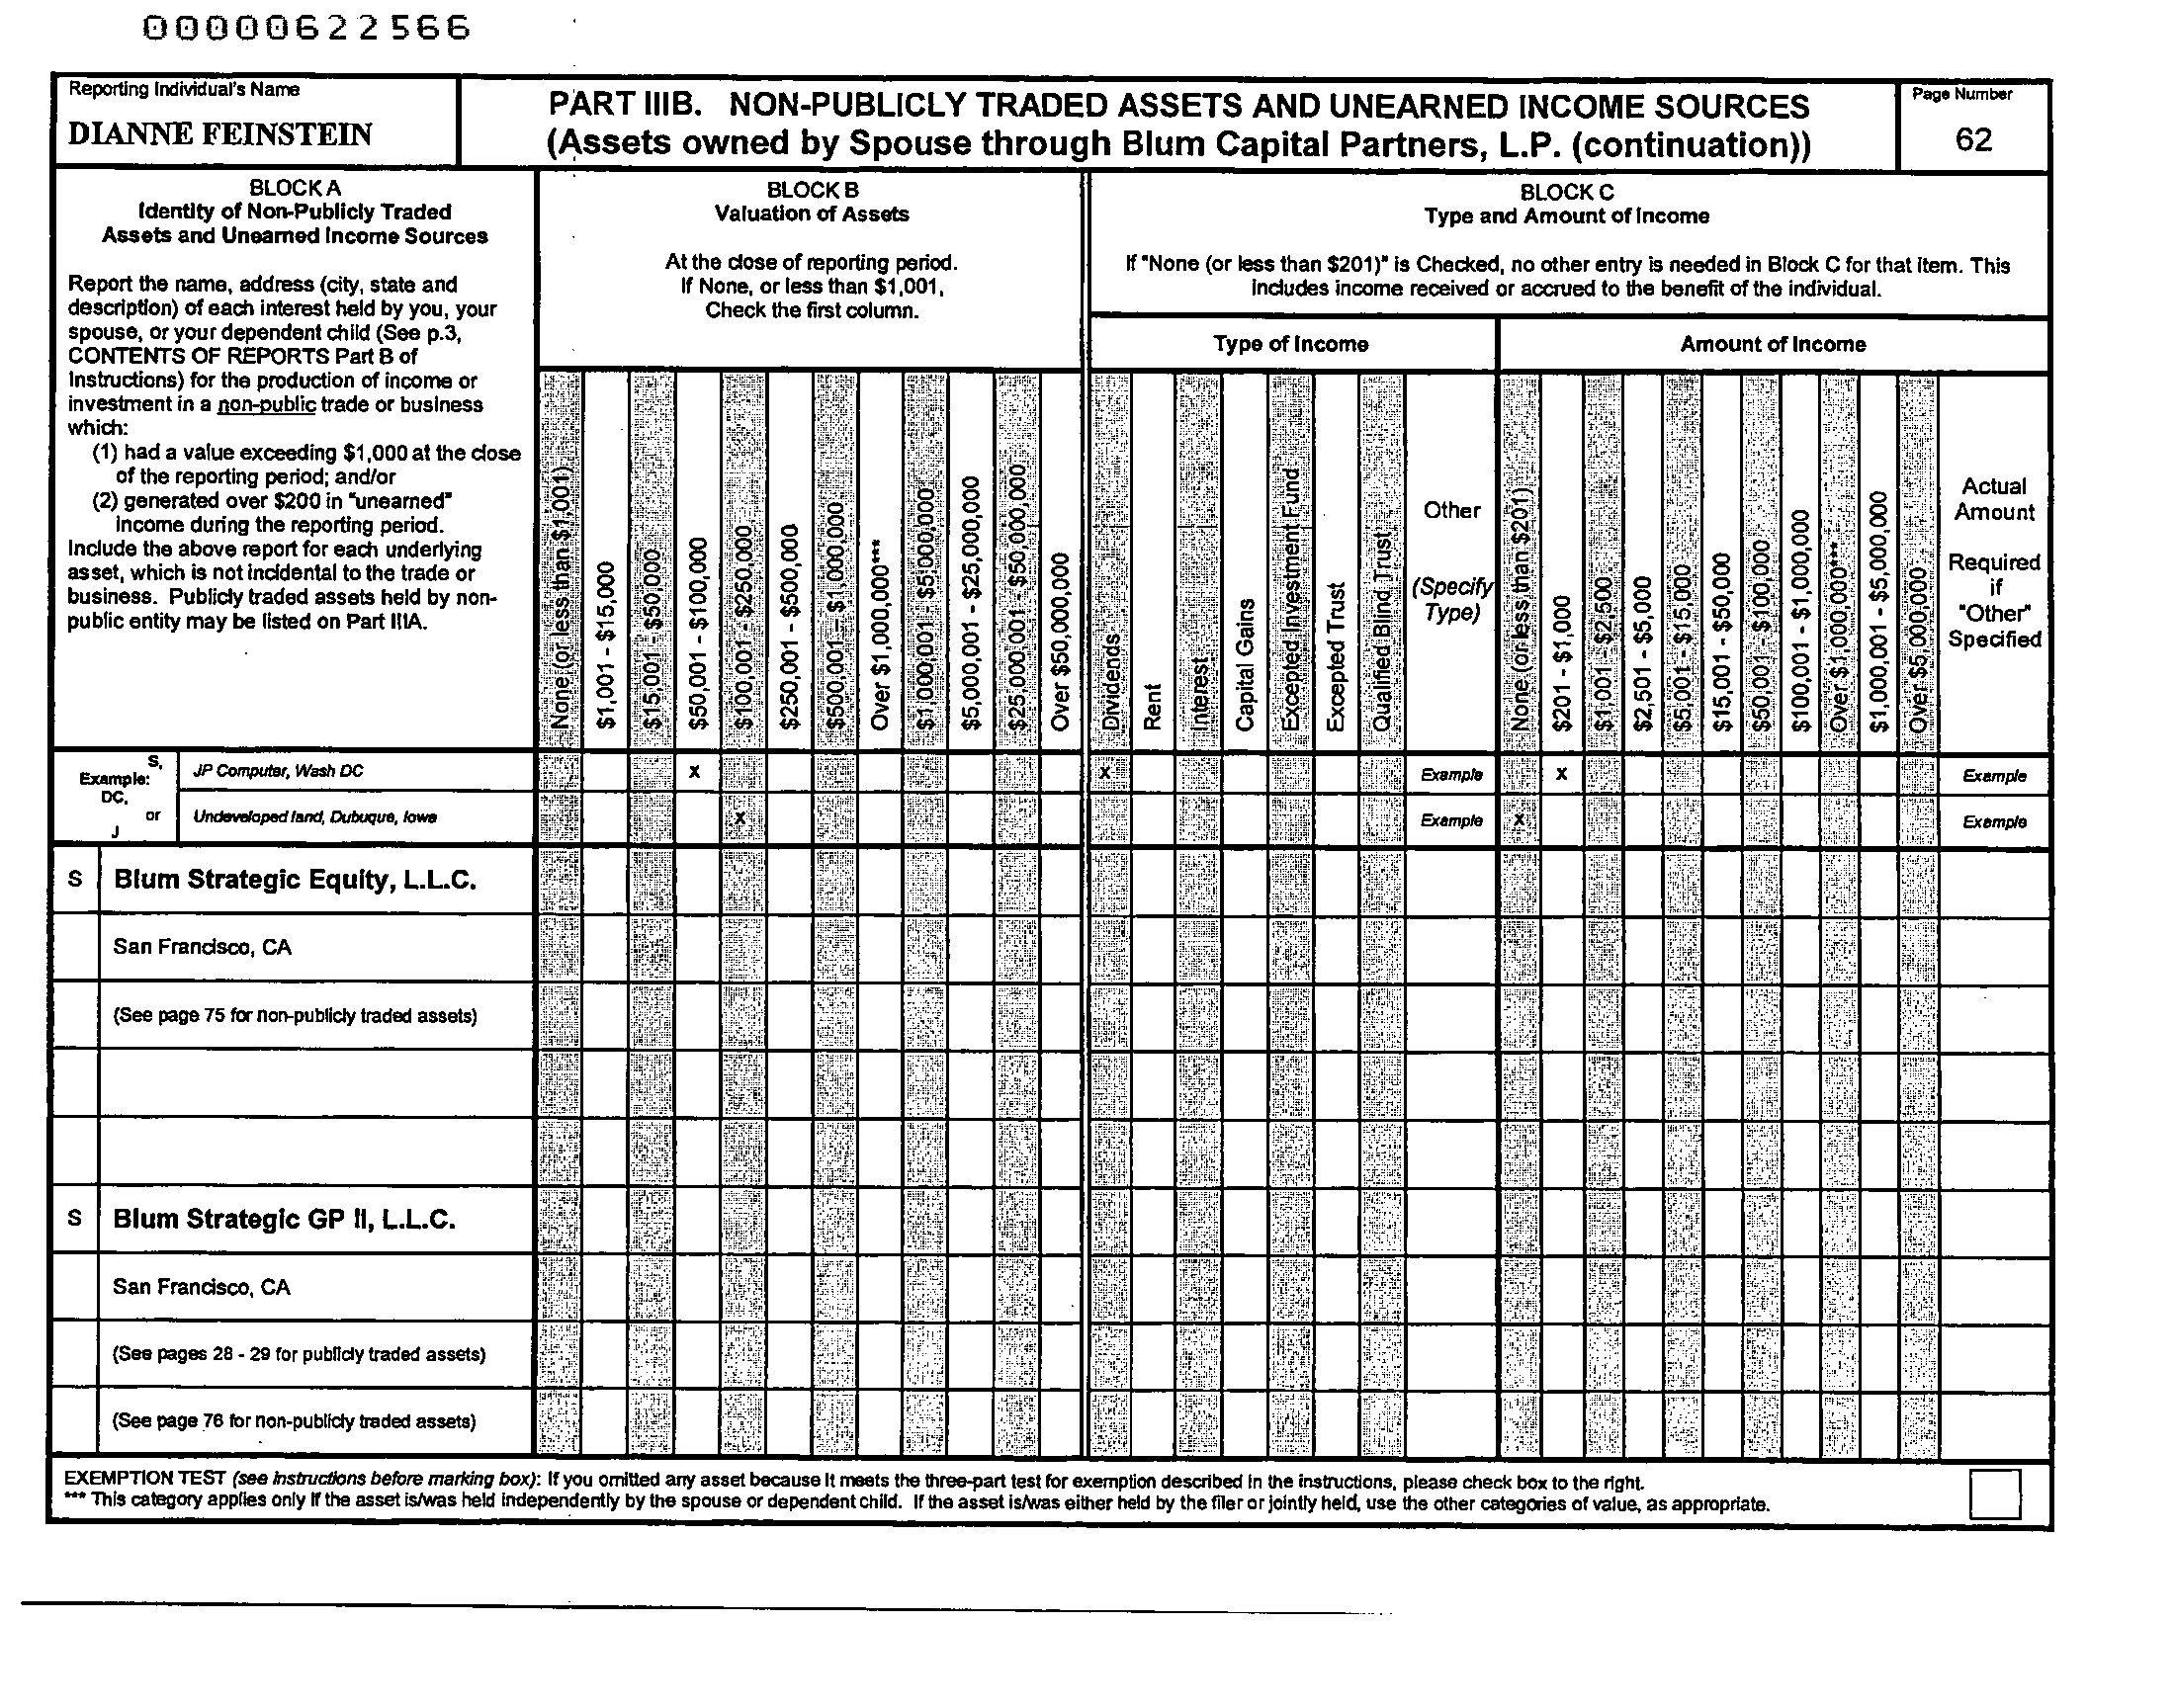 00000622566
Reporting Individual's Name
DIANNE FEINSTEIN
PART IIIB. NON-PUBLICLY TRADED ASSETS AND UNEARNED INCOME SOURCES
(Assets owned by Spouse through Blum Capital Partners, L.P. (continuation))
Page Number
62
BLOCK A
Identity of Non-Publicly Traded
Assets and Unearned Income Sources
Report the name, address (city, state and
description) of each interest held by you, your
spouse, or your dependent child (See p.3,
CONTENTS OF REPORTS Part B of
Instructions) for the production of income or
investment in a non-public trade or business
which:
(1) had a value exceeding $1,000 at the close
of the reporting period; and/or
(2) generated over $200 in "unearned"
income during the reporting period.
Include the above report for each underlying
asset, which is not incidental to the trade or
business. Publicly traded assets held by non-
public entity may be listed on Part IIIA.
BLOCK B
Valuation of Assets
At the close of reporting period.
If None, or less than $1,001,
Check the first column.
BLOCK C
Type and Amount of Income
If "None (or less than $201)" is Checked, no other entry is needed in Block C for that item. This
includes income received or accrued to the benefit of the individual.
Type of Income
Amount of Income
None (or less than $1,001)
$1,001 - $15,000
$15,001 - $50,000
$50,001 - $100,000
$100,001 - $250,000
$250,001 - $500,000
$500,001 - $1,000,000
Over $1,000,000***
$1,000,001 - $5,000,000
$5,000,001 - $25,000,000
$25,000,001 - $50,000,000
Over $50,000,000
Dividends
Rent
Interest
Capital Gains
Excepted Investment Fund
Excepted Trust
Qualified Blind Trust
Other
(Specify
Type)
None (or less than $201)
$201 - $1,000
$1,001 - $2,500
$2,501 - $5,000
$5,001 - $15,000
$15,001 - $50,000
$50,001 - $100,000
$100,001 - $1,000,000
Over $1,000,000***
$1,000,001 - $5,000,000
Over $5,000,000
Actual
Amount
Required
if
"Other"
Specified
S,
Example:
DC,
or
J
JP Computer, Wash DC
X
X
Example
X
Example
Undeveloped land, Dubuque, Iowa
X
Example
X
Example
S Blum Strategic Equity, L.L.C.
San Francisco, CA
(See page 75 for non-publicly traded assets)
S Blum Strategic GP II, L.L.C.
San Francisco, CA
(See pages 28 - 29 for publicly traded assets)
(See page 76 for non-publicly traded assets)
EXEMPTION TEST (see instructions before marking box): If you omitted any asset because it meets the three-part test for exemption described in the instructions, please check box to the right.
*** This category applies only if the asset is/was held independently by the spouse or dependent child. If the asset is/was either held by the filer or jointly held, use the other categories of value, as appropriate.